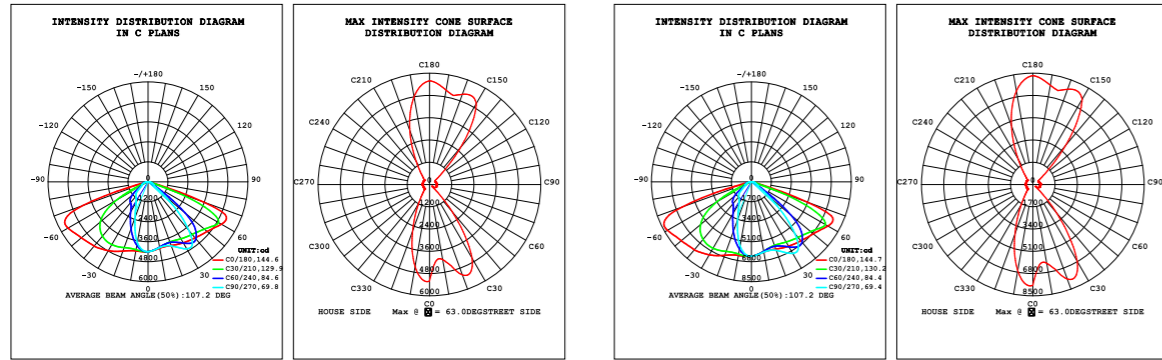 INTENSITY DISTRIBUTION DIAGRAM
IN C PLANS
-/+180
-150
150
-120
120
-90
90
-60
60
-30
30
0
0
1200
2400
3600
4800
6000
UNIT:cd
C0/180,144.6
C30/210,129.9
C60/240,84.6
C90/270,69.8
AVERAGE BEAM ANGLE(50%):107.2 DEG
MAX INTENSITY CONE SURFACE
DISTRIBUTION DIAGRAM
C180
C210
C150
C240
C120
C270
C90
C300
C60
C330
C30
C0
0
1200
2400
3600
4800
6000
HOUSE SIDE Max @ = 63.0DEGSTREET SIDE
INTENSITY DISTRIBUTION DIAGRAM
IN C PLANS
-/+180
-150
150
-120
120
-90
90
-60
60
-30
30
0
0
1700
3400
5100
6800
8500
UNIT:cd
C0/180,144.7
C30/210,130.2
C60/240,84.4
C90/270,69.4
AVERAGE BEAM ANGLE(50%):107.2 DEG
MAX INTENSITY CONE SURFACE
DISTRIBUTION DIAGRAM
C180
C210
C150
C240
C120
C270
C90
C300
C60
C330
C30
C0
0
1700
3400
5100
6800
8500
HOUSE SIDE Max @ = 63.0DEGSTREET SIDE